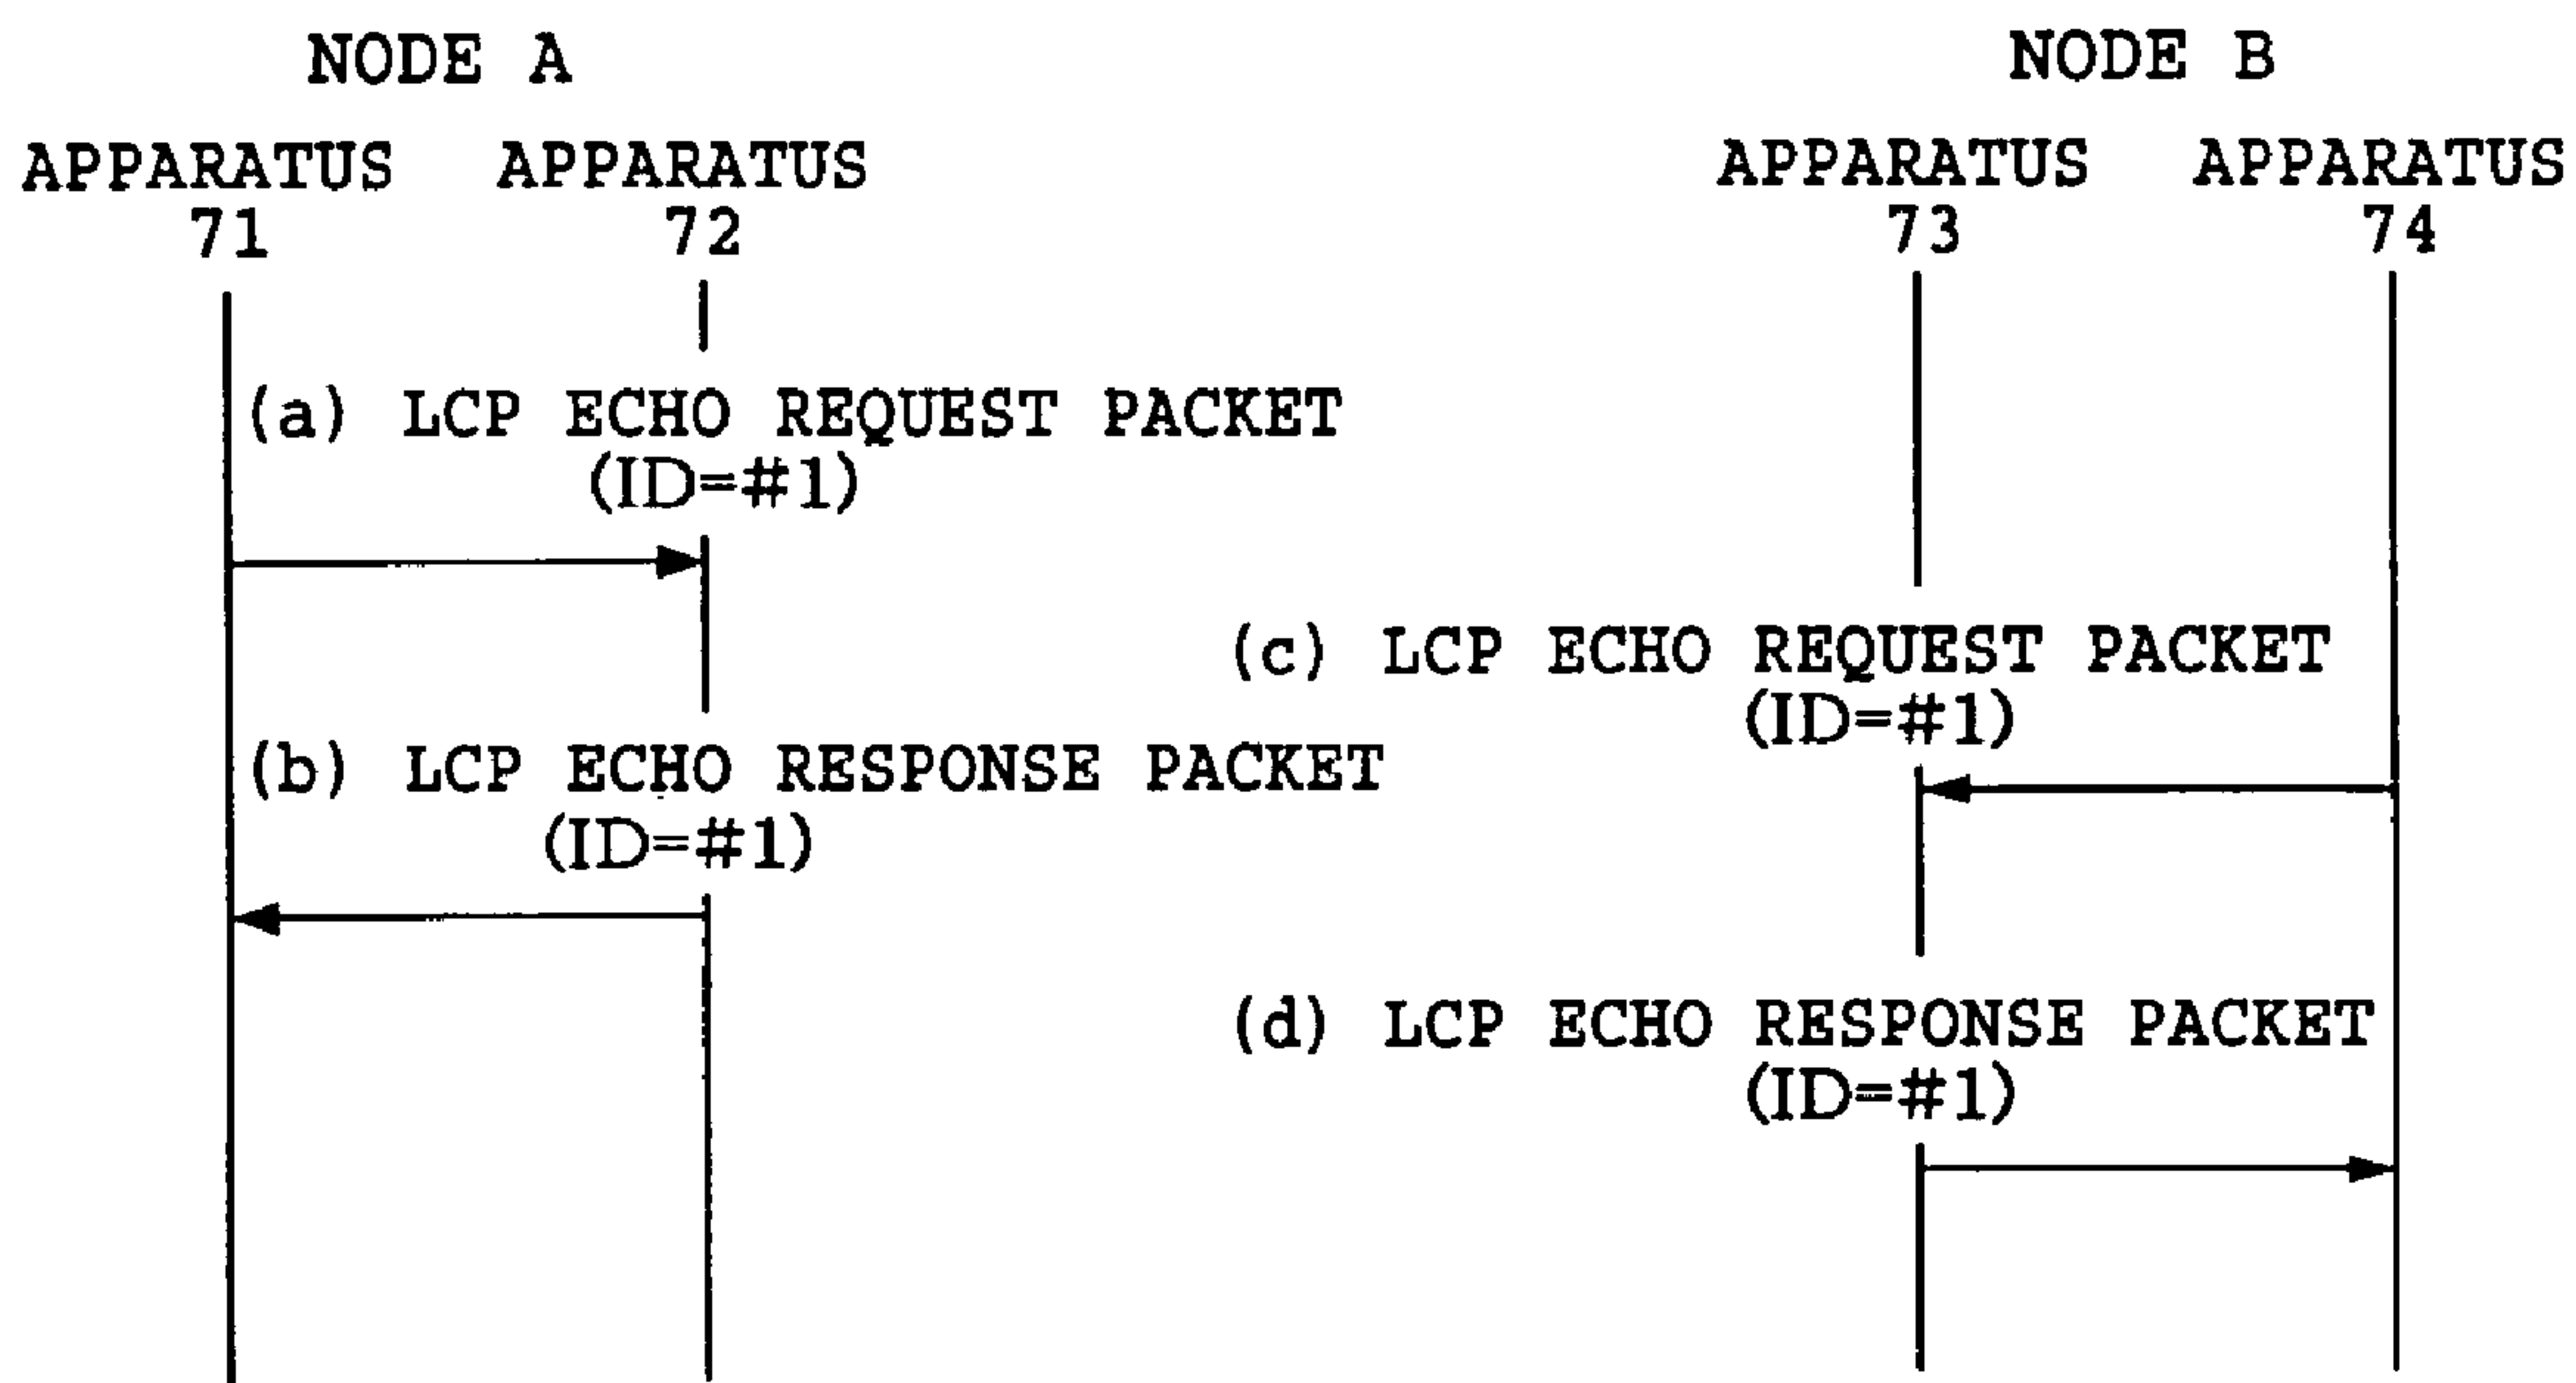 NODE A
NODE B
APPARATUS 71
APPARATUS 72
APPARATUS 73
APPARATUS 74
(a) LCP ECHO REQUEST PACKET
(ID=#1)
(c) LCP ECHO REQUEST PACKET
(ID=#1)
(b) LCP ECHO RESPONSE PACKET
(ID=#1)
(d) LCP ECHO RESPONSE PACKET
(ID=#1)